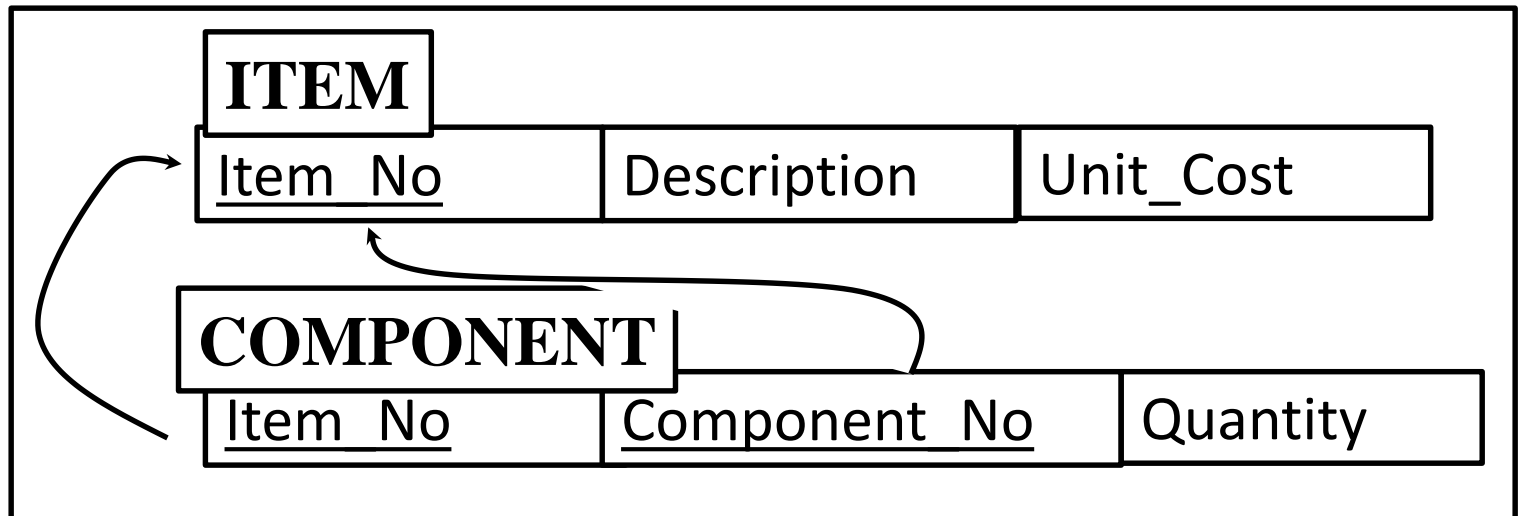 ITEM
Item_No Description Unit_Cost
COMPONENT
Item_No Component_No Quantity